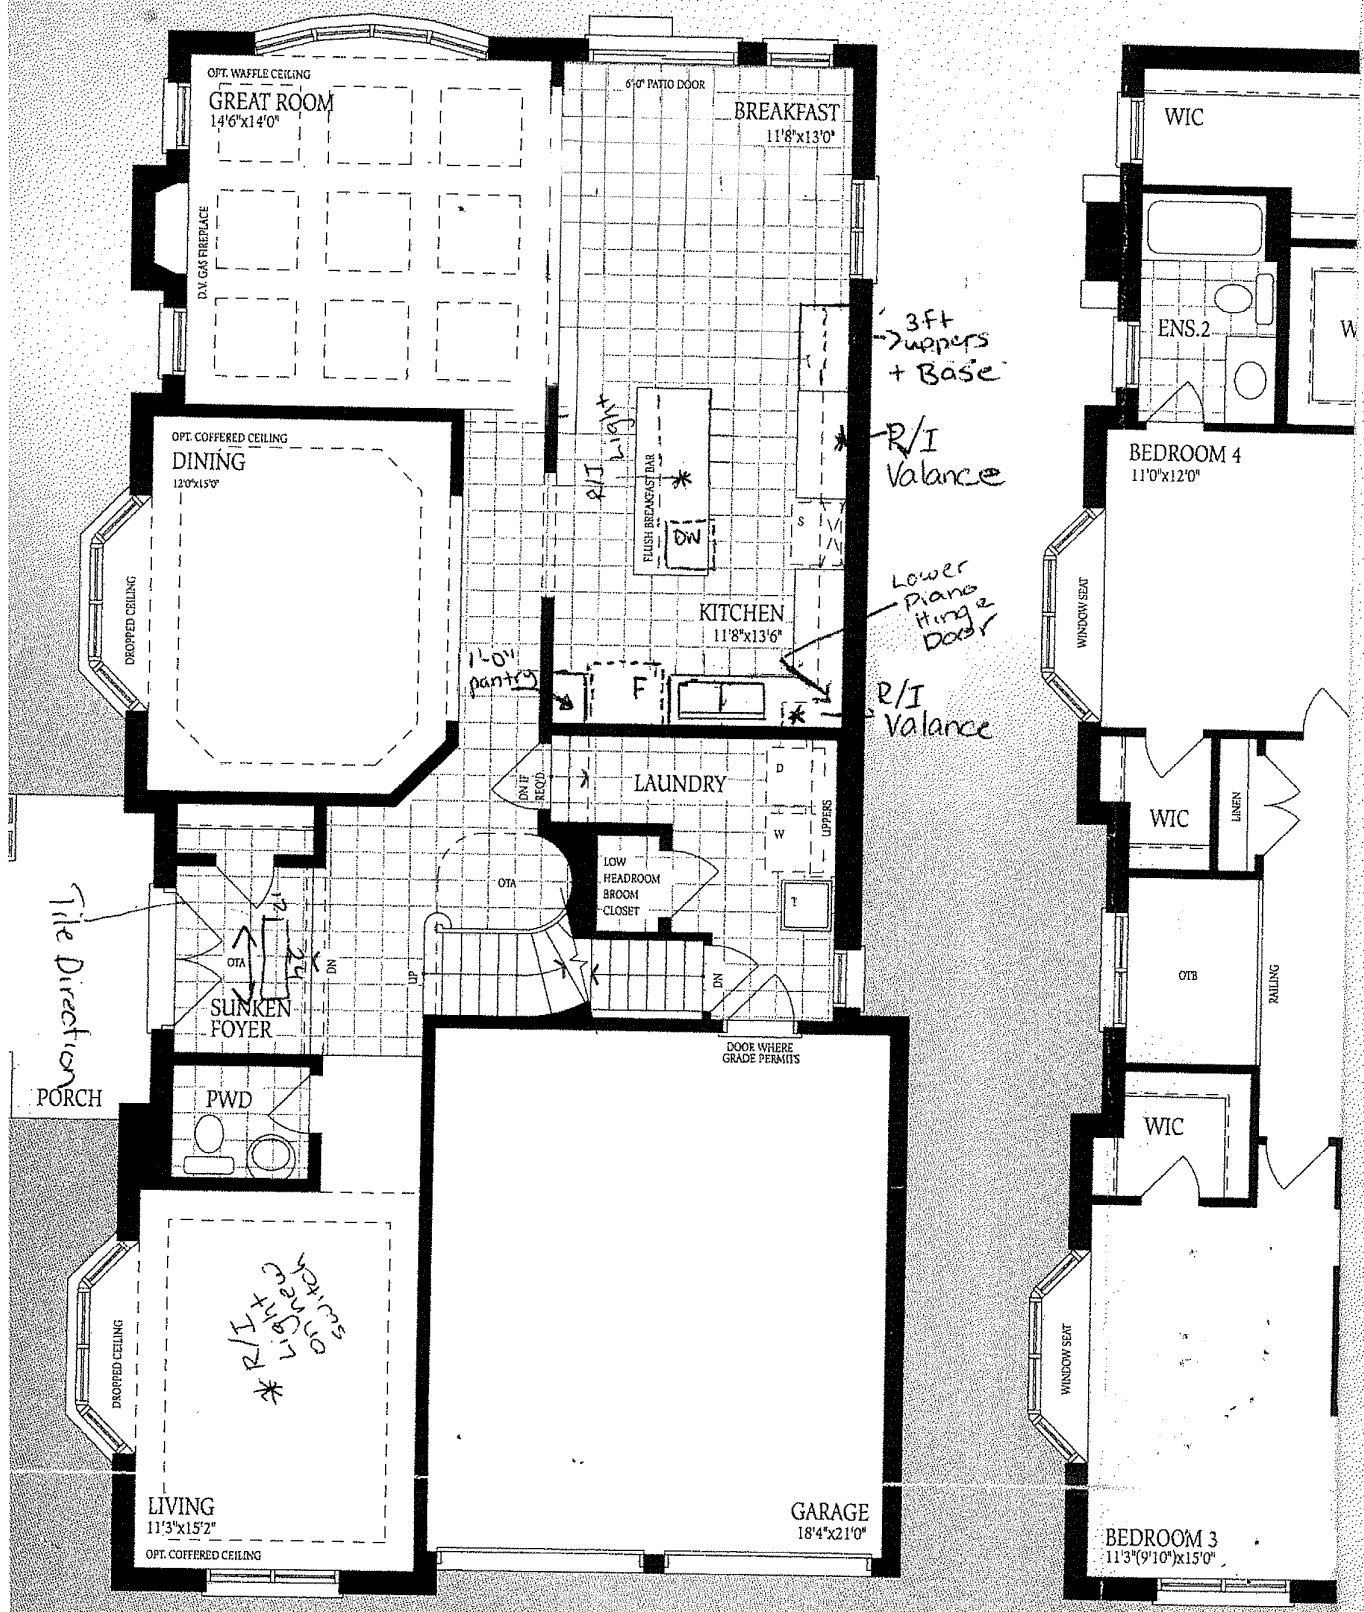 OPT. WAFFLE CEILING
GREAT ROOM
14'6"x14'0"
D.V. GAS FIREPLACE
6'-0" PATIO DOOR
BREAKFAST
11'8"x13'0"
3ft
uppers
+ Base
R/I
Light
R/I
Valance
FLUSH BREAKFAST BAR
DW
S
KITCHEN
11'8"x13'6"
Lower
Piano
Hinge
Door
1'-0"
pantry
F
R/I
Valance
OPT. COFFERED CEILING
DINING
12'0"x15'0"
DROPPED CEILING
DN IF
REQ'D
LAUNDRY
D
W
UPPERS
LOW
HEADROOM
BROOM
CLOSET
T
OTA
UP
DN
DN
Tile Direction
12
24
OTA
SUNKEN
FOYER
PORCH
PWD
DOOR WHERE
GRADE PERMITS
* R/I
Light
on new
switch
DROPPED CEILING
LIVING
11'3"x15'2"
OPT. COFFERED CEILING
GARAGE
18'4"x21'0"
WIC
ENS.2
W
BEDROOM 4
11'0"x12'0"
WINDOW SEAT
WIC
LINEN
OTB
RAILING
WIC
WINDOW SEAT
BEDROOM 3
11'3"(9'10")x15'0"